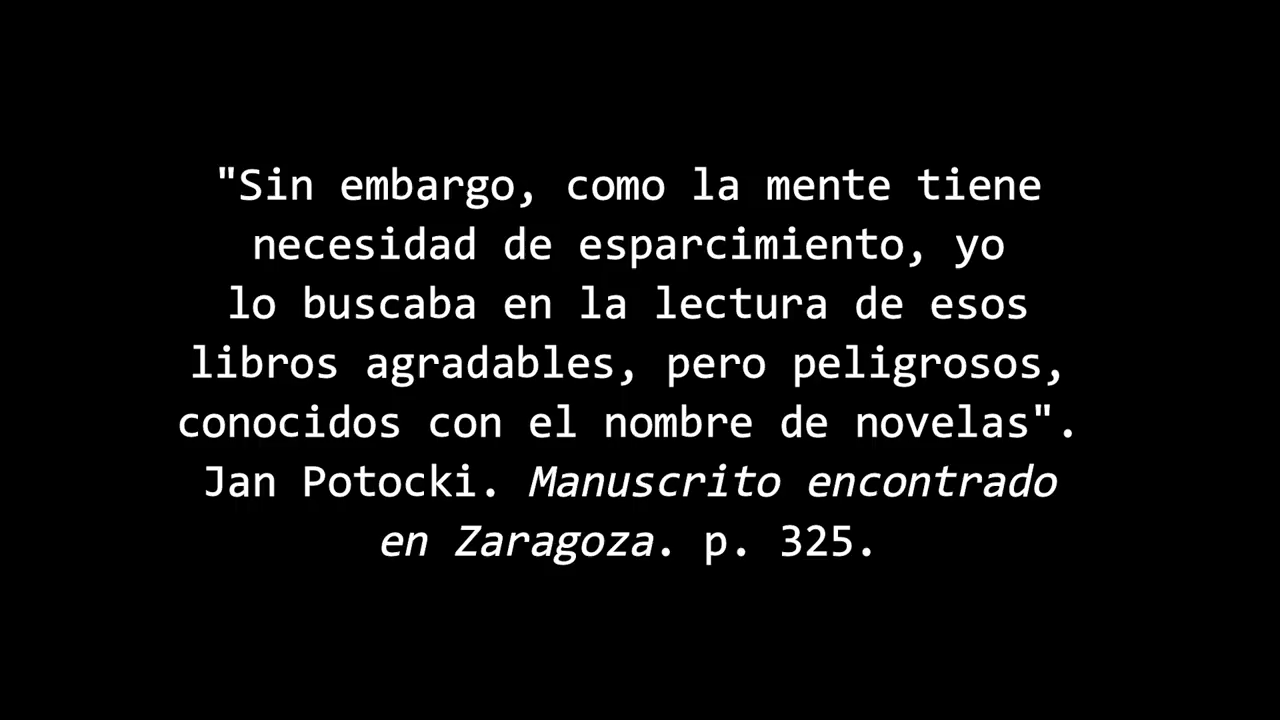 "Sin embargo, como la mente tiene
necesidad de esparcimiento, yo
lo buscaba en la lectura de esos
libros agradables, pero peligrosos,
conocidos con el nombre de novelas".
Jan Potocki. Manuscrito encontrado
en Zaragoza. p. 325.